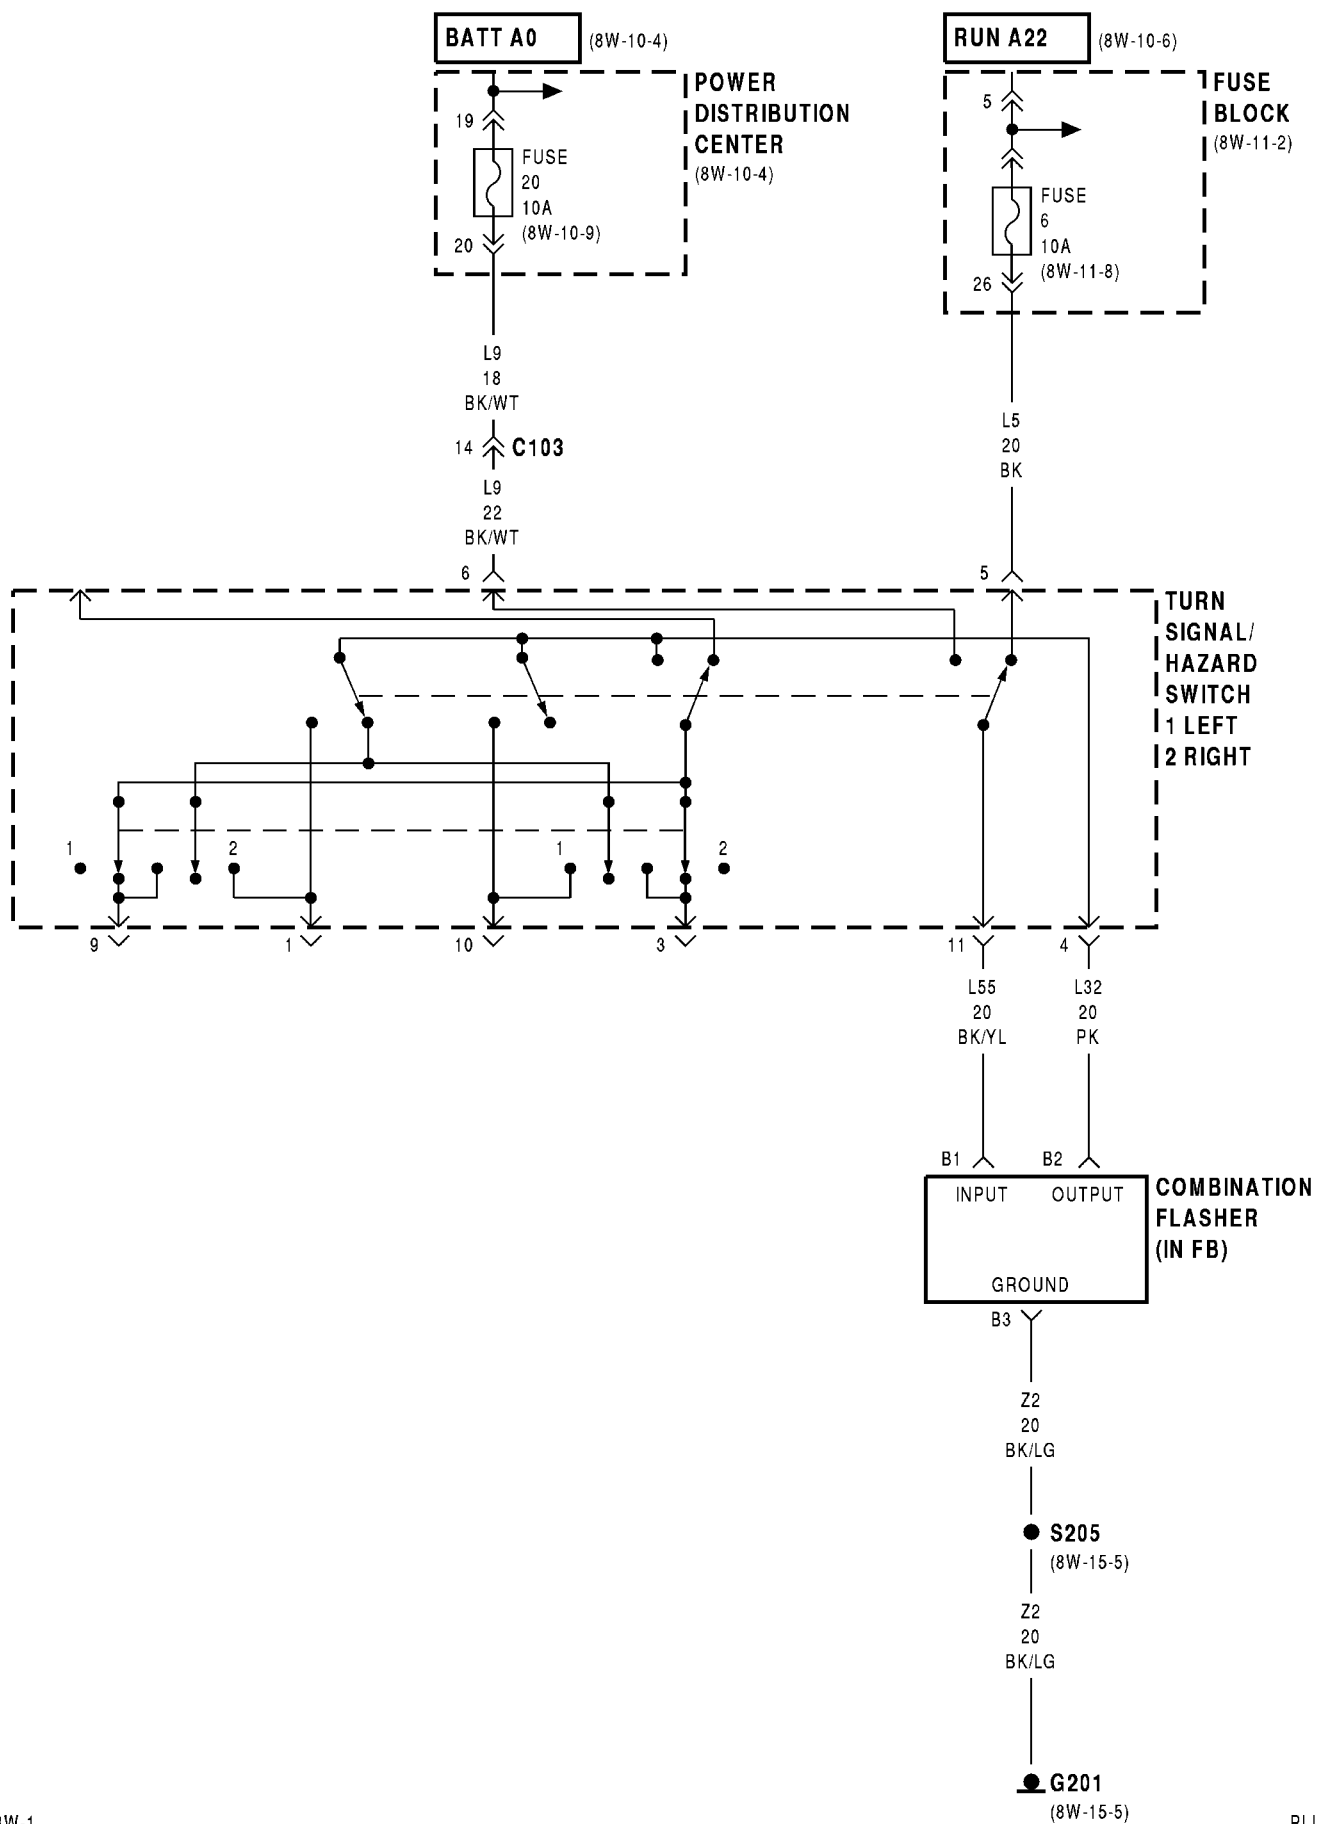 BATT A0
(8W-10-4)
RUN A22
(8W-10-6)
POWER
DISTRIBUTION
CENTER
(8W-10-4)
19
FUSE
20
10A
(8W-10-9)
20
FUSE
BLOCK
(8W-11-2)
5
FUSE
6
10A
(8W-11-8)
26
L9
18
BK/WT
14
C103
L9
22
BK/WT
6
L5
20
BK
5
TURN
SIGNAL/
HAZARD
SWITCH
1 LEFT
2 RIGHT
1
2
1
2
9
1
10
3
11
4
L55
20
BK/YL
L32
20
PK
B1
B2
INPUT
OUTPUT
GROUND
COMBINATION
FLASHER
(IN FB)
B3
Z2
20
BK/LG
S205
(8W-15-5)
Z2
20
BK/LG
G201
(8W-15-5)